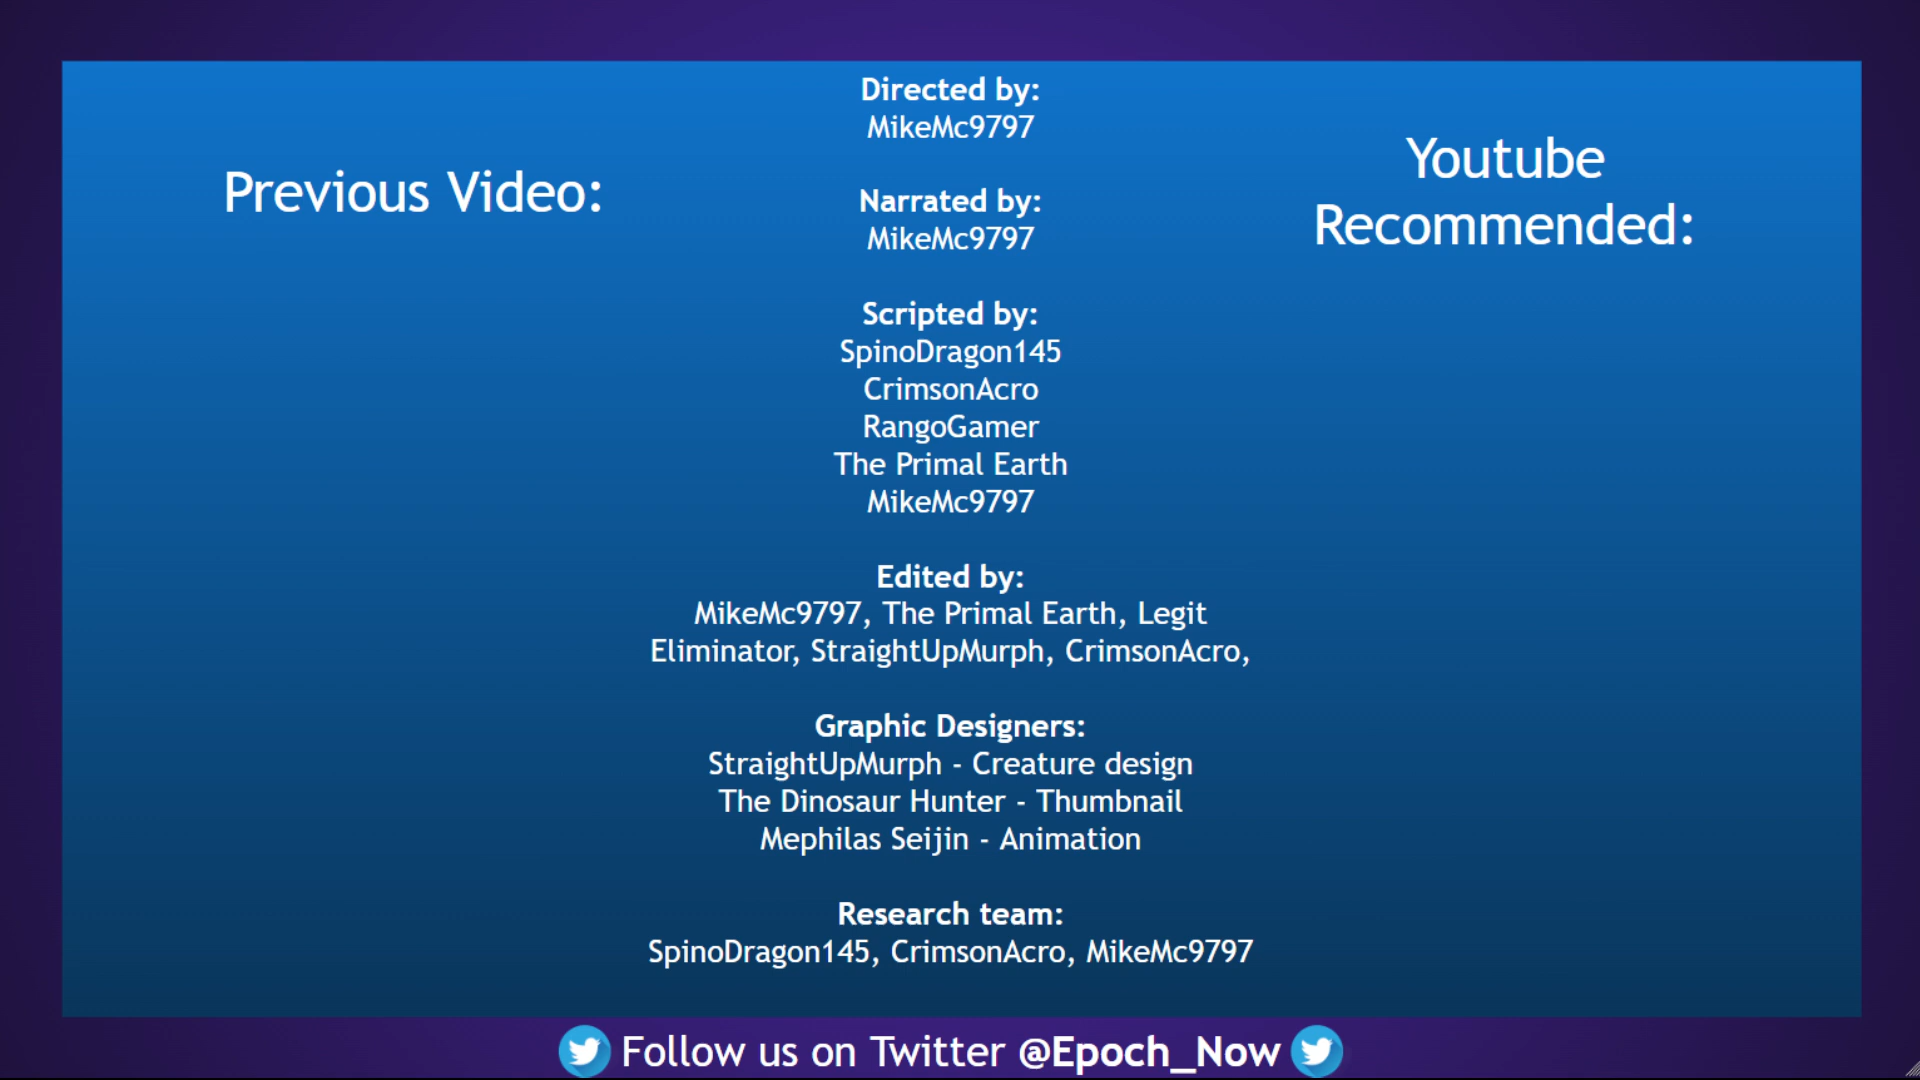 Previous Video:
Directed by:
MikeMc9797
Narrated by:
MikeMc9797
Scripted by:
SpinoDragon145
CrimsonAcro
RangoGamer
The Primal Earth
MikeMc9797
Edited by:
MikeMc9797, The Primal Earth, Legit
Eliminator, StraightUpMurph, CrimsonAcro,
Graphic Designers:
StraightUpMurph - Creature design
The Dinosaur Hunter - Thumbnail
Mephilas Seijin - Animation
Research team:
SpinoDragon145, CrimsonAcro, MikeMc9797
Youtube
Recommended:
Follow us on Twitter @Epoch_Now